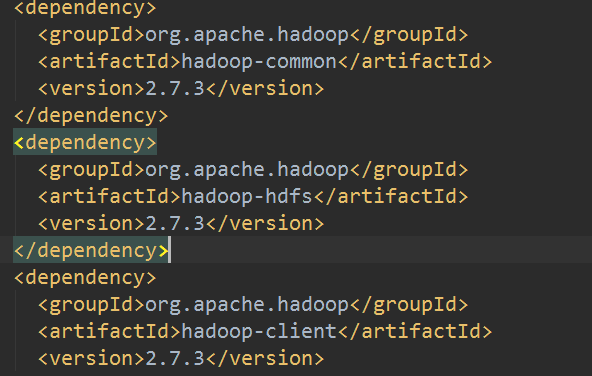 <dependency>
  <groupId>org.apache.hadoop</groupId>
  <artifactId>hadoop-common</artifactId>
  <version>2.7.3</version>
</dependency>
<dependency>
  <groupId>org.apache.hadoop</groupId>
  <artifactId>hadoop-hdfs</artifactId>
  <version>2.7.3</version>
</dependency>
<dependency>
  <groupId>org.apache.hadoop</groupId>
  <artifactId>hadoop-client</artifactId>
  <version>2.7.3</version>